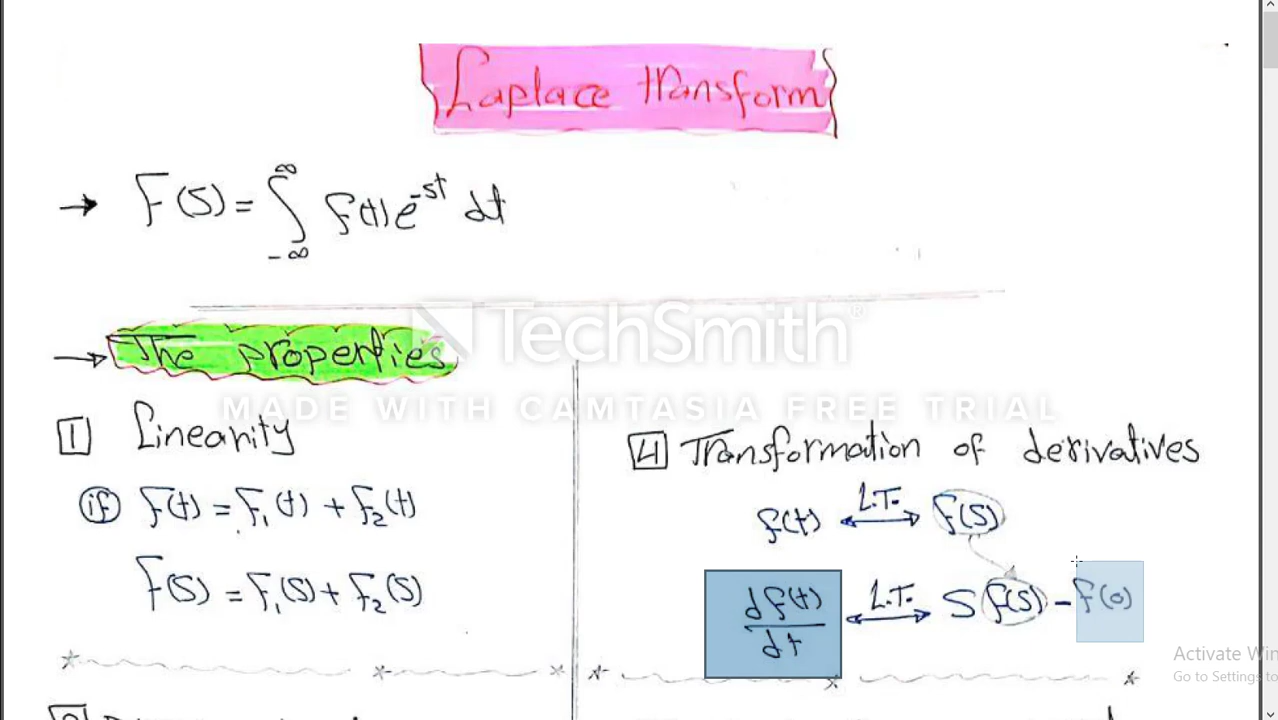 Laplace transform
→ F(S) = ∫_{-∞}^{∞} f(t) e^{-st} dt
TechSmith®
→ The properties
MADE WITH CAMTASIA FREE TRIAL
1 Linearity
if f(t) = F₁(t) + F₂(t)
F(S) = F₁(S) + F₂(S)
4 Transformation of derivatives
f(t) ↔ L.T. F(S)
df(t)/dt ↔ L.T. S F(S) - f(0)
Activate Win
Go to Settings to